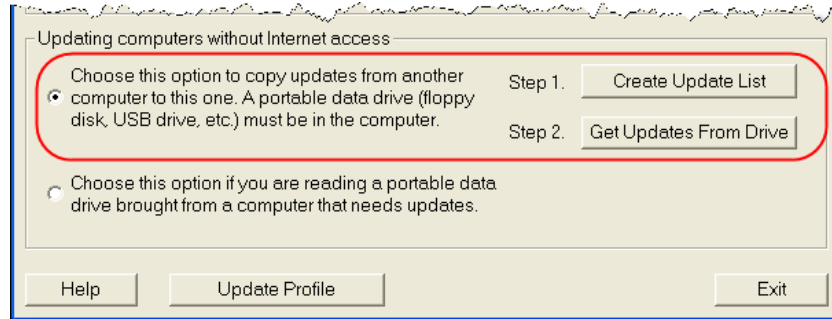 Updating computers without Internet access
Choose this option to copy updates from another
computer to this one. A portable data drive (floppy
disk, USB drive, etc.) must be in the computer.
Step 1.
Create Update List
Step 2.
Get Updates From Drive
Choose this option if you are reading a portable data
drive brought from a computer that needs updates.
Help
Update Profile
Exit